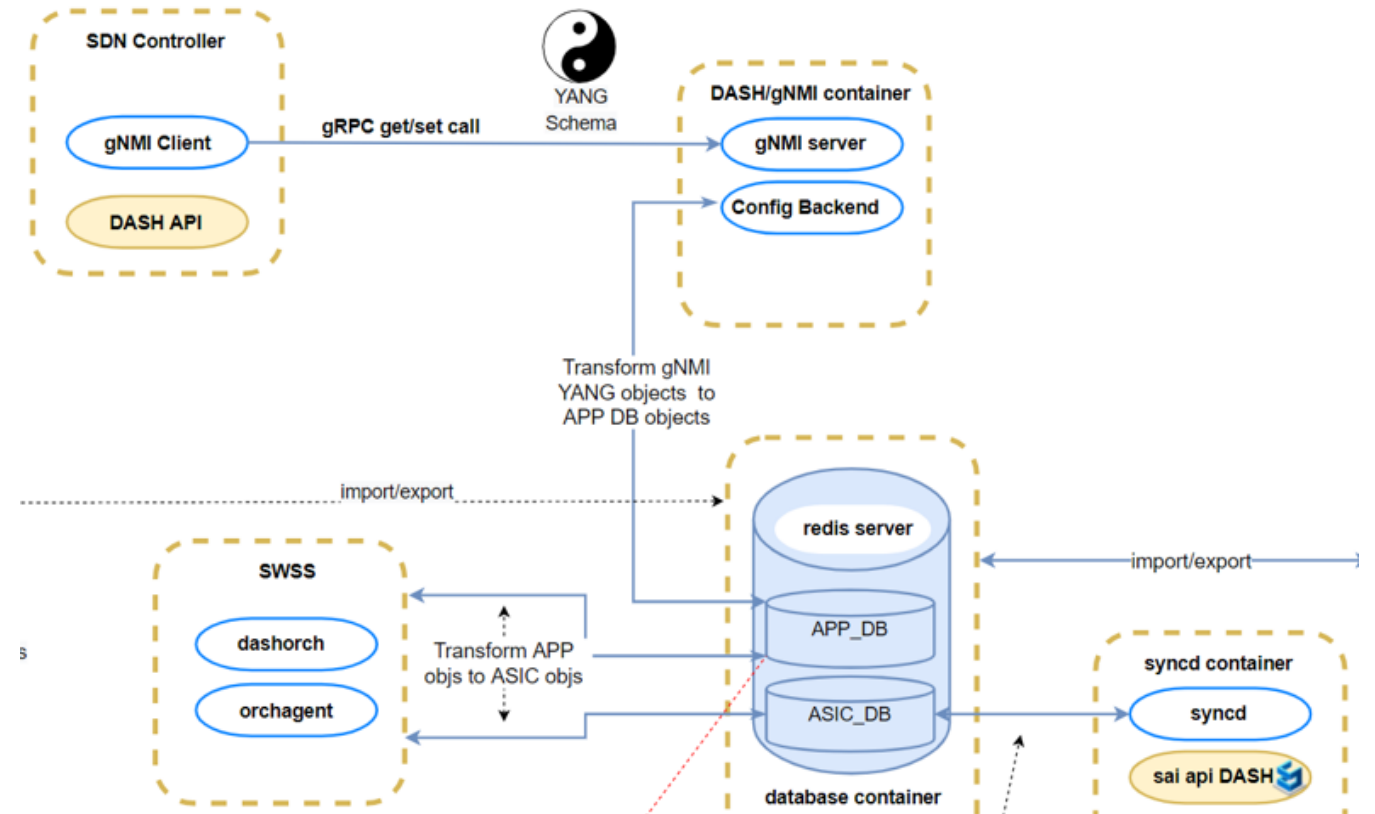 SDN Controller
gNMI Client
DASH API
gRPC get/set call
YANG
Schema
DASH/gNMI container
gNMI server
Config Backend
Transform gNMI
YANG objects to
APP DB objects
import/export
redis server
APP_DB
ASIC_DB
database container
import/export
SWSS
dashorch
orchagent
Transform APP
objs to ASIC objs
s
syncd container
syncd
sai api DASH